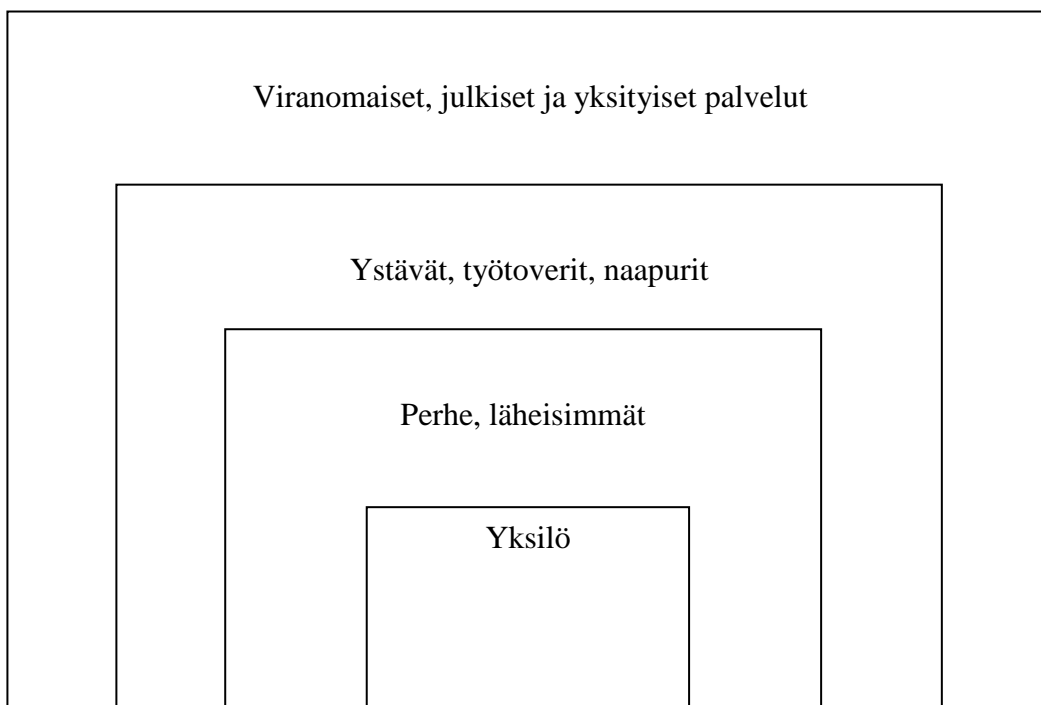 Viranomaiset, julkiset ja yksityiset palvelut
Ystävät, työtoverit, naapurit
Perhe, läheisimmät
Yksilö